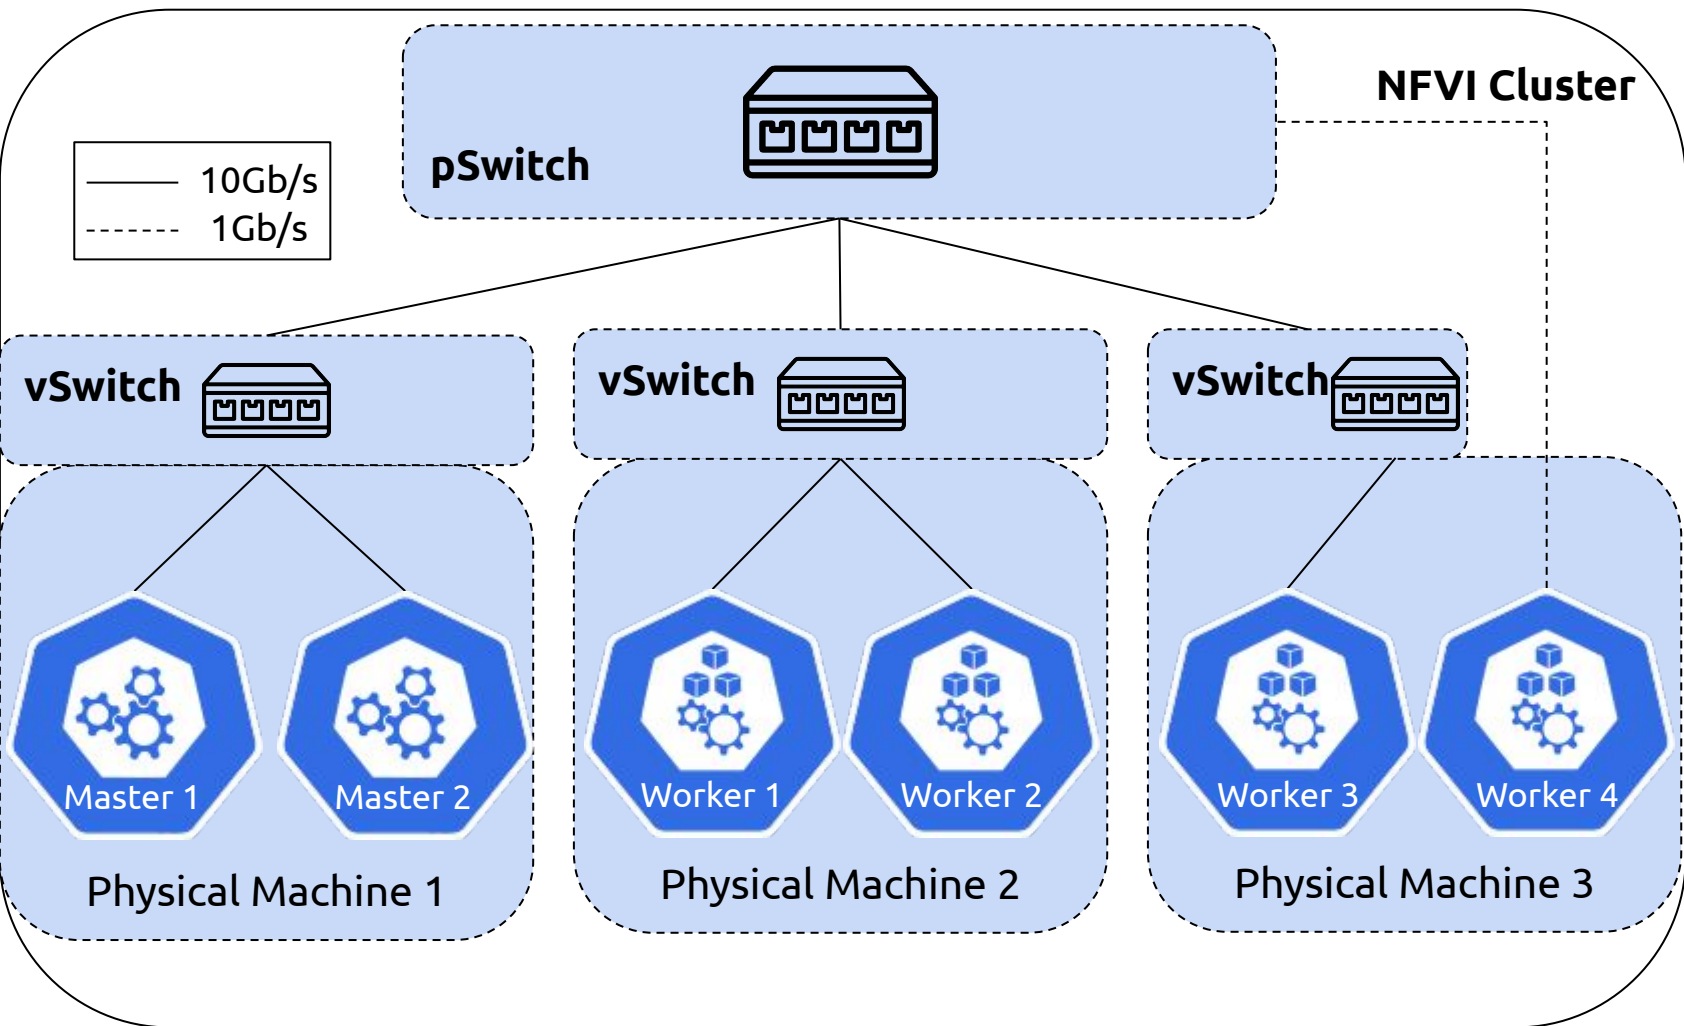 NFVI Cluster
pSwitch
10Gb/s
1Gb/s
vSwitch
vSwitch
vSwitch
Master 1
Master 2
Worker 1
Worker 2
Worker 3
Worker 4
Physical Machine 1
Physical Machine 2
Physical Machine 3